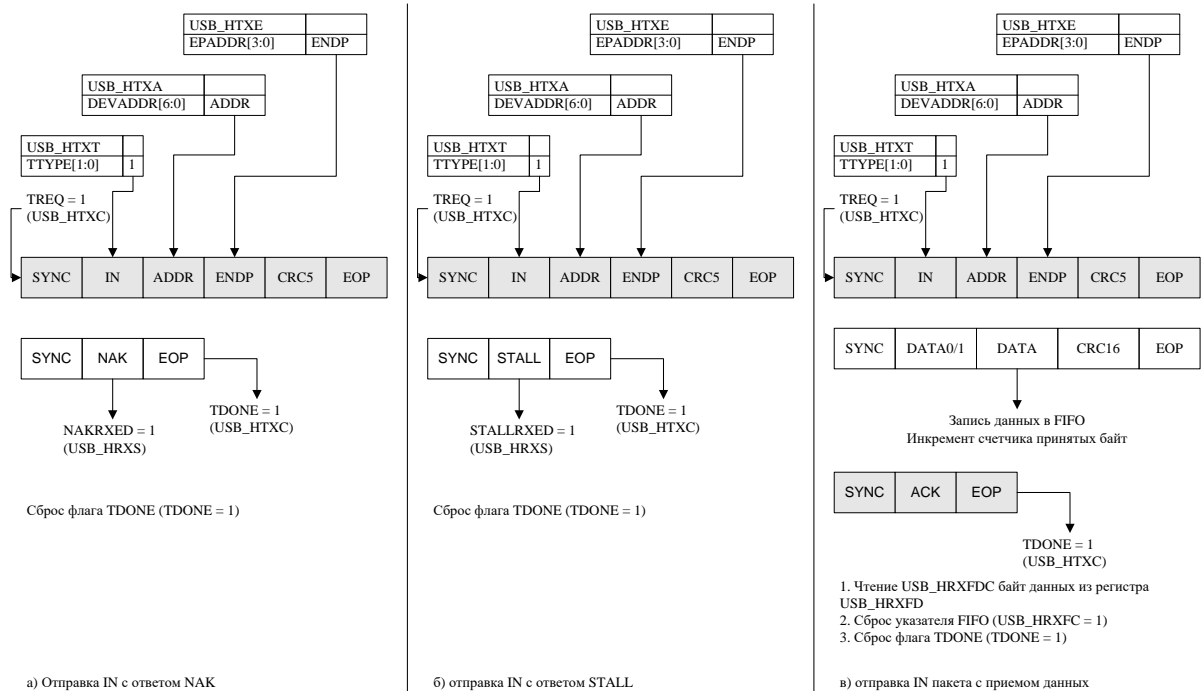 USB_HTXE
EPADDR[3:0] ENDP
USB_HTXA
DEVADDR[6:0] ADDR
USB_HTXT
TTYPE[1:0] 1
TREQ = 1
(USB_HTXC)
SYNC IN ADDR ENDP CRC5 EOP
SYNC NAK EOP
NAKRXED = 1
(USB_HRXS)
TDONE = 1
(USB_HTXC)
Сброс флага TDONE (TDONE = 1)
а) Отправка IN с ответом NAK
USB_HTXE
EPADDR[3:0] ENDP
USB_HTXA
DEVADDR[6:0] ADDR
USB_HTXT
TTYPE[1:0] 1
TREQ = 1
(USB_HTXC)
SYNC IN ADDR ENDP CRC5 EOP
SYNC STALL EOP
STALLRXED = 1
(USB_HRXS)
TDONE = 1
(USB_HTXC)
Сброс флага TDONE (TDONE = 1)
б) отправка IN с ответом STALL
USB_HTXE
EPADDR[3:0] ENDP
USB_HTXA
DEVADDR[6:0] ADDR
USB_HTXT
TTYPE[1:0] 1
TREQ = 1
(USB_HTXC)
SYNC IN ADDR ENDP CRC5 EOP
SYNC DATA0/1 DATA CRC16 EOP
Запись данных в FIFO
Инкремент счетчика принятых байт
SYNC ACK EOP
TDONE = 1
(USB_HTXC)
1. Чтение USB_HRXFDC байт данных из регистра
USB_HRXFD
2. Сброс указателя FIFO (USB_HRXFC = 1)
3. Сброс флага TDONE (TDONE = 1)
в) отправка IN пакета с приемом данных